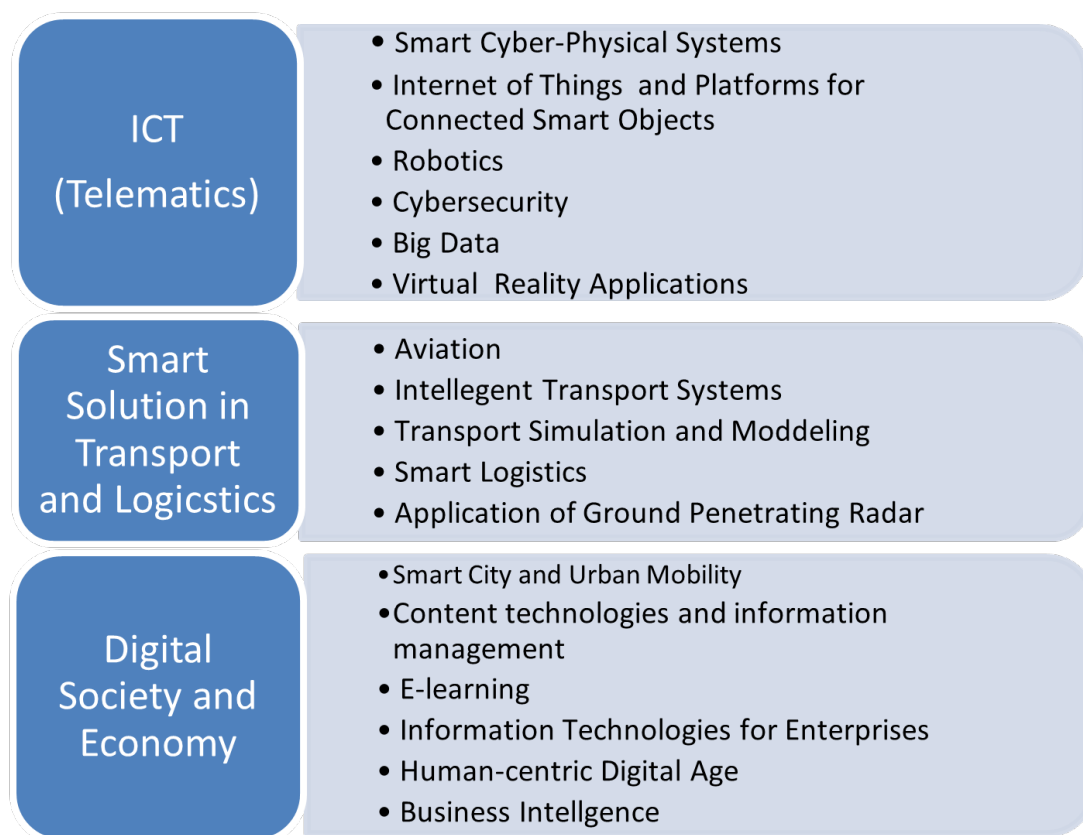 ICT
(Telematics)
• Smart Cyber-Physical Systems
• Internet of Things and Platforms for
Connected Smart Objects
• Robotics
• Cybersecurity
• Big Data
• Virtual Reality Applications
Smart
Solution in
Transport
and Logicstics
• Aviation
• Intellegent Transport Systems
• Transport Simulation and Moddeling
• Smart Logistics
• Application of Ground Penetrating Radar
Digital
Society and
Economy
•Smart City and Urban Mobility
•Content technologies and information
management
• E-learning
• Information Technologies for Enterprises
• Human-centric Digital Age
• Business Intellgence